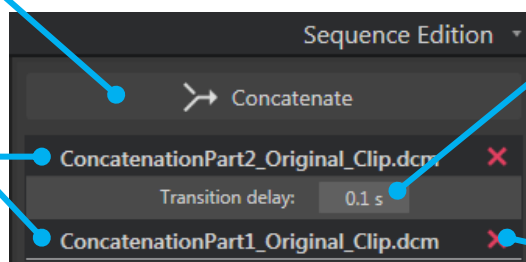 Sequence Edition
Concatenate
ConcatenationPart2_Original_Clip.dcm
Transition delay: 0.1 s
ConcatenationPart1_Original_Clip.dcm